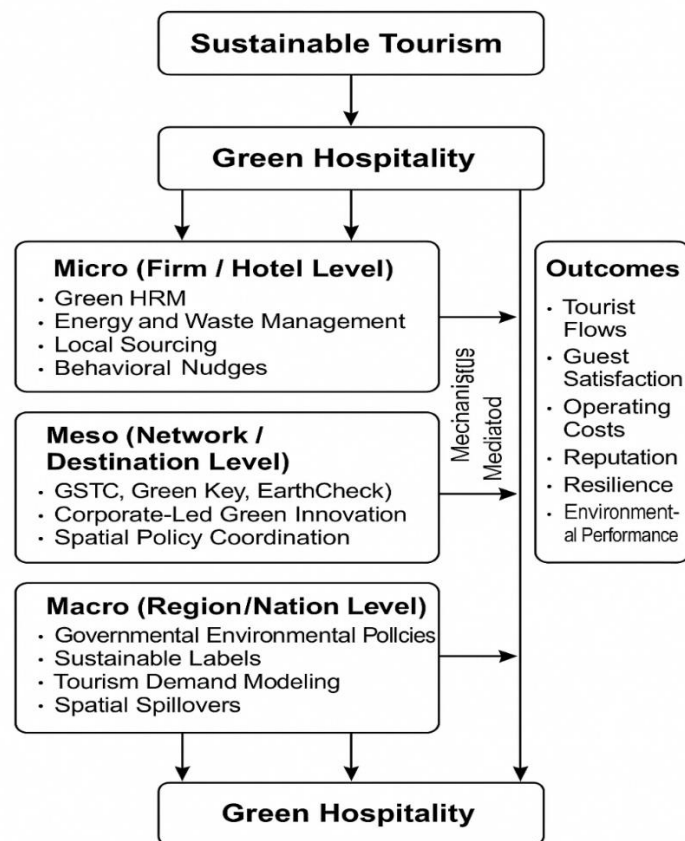 Sustainable Tourism
Green Hospitality
Micro (Firm / Hotel Level)
· Green HRM
· Energy and Waste Management
· Local Sourcing
· Behavioral Nudges
Meso (Network /
Destination Level)
· GSTC, Green Key, EarthCheck)
· Corporate-Led Green Innovation
· Spatial Policy Coordination
Macro (Region/Nation Level)
· Governmental Environmental Pollcies
· Sustainable Labels
· Tourism Demand Modeling
· Spatial Spillovers
Mediatod
Outcomes
· Tourist
Flows
· Guest
Satisfaction
· Operating
Costs
· Reputation
· Resilience
· Environment-
al Performance
Green Hospitality